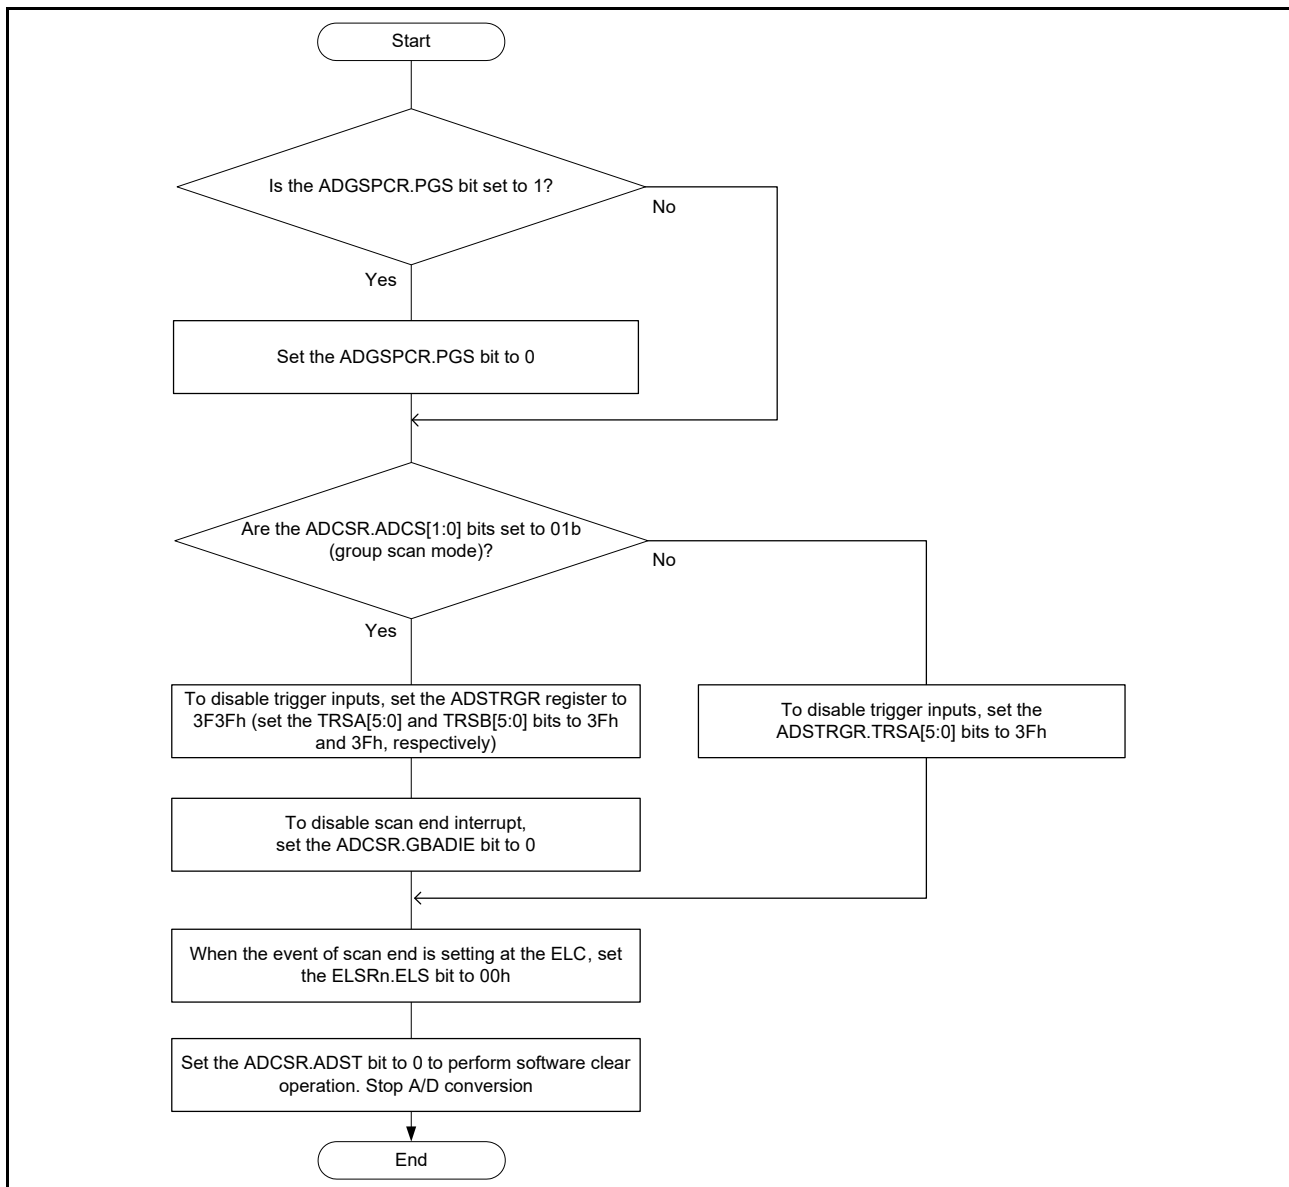 Start
Is the ADGSPCR.PGS bit set to 1?
No
Yes
Set the ADGSPCR.PGS bit to 0
Are the ADCSR.ADCS[1:0] bits set to 01b
(group scan mode)?
No
Yes
To disable trigger inputs, set the ADSTRGR register to
3F3Fh (set the TRSA[5:0] and TRSB[5:0] bits to 3Fh
and 3Fh, respectively)
To disable trigger inputs, set the
ADSTRGR.TRSA[5:0] bits to 3Fh
To disable scan end interrupt,
set the ADCSR.GBADIE bit to 0
When the event of scan end is setting at the ELC, set
the ELSRn.ELS bit to 00h
Set the ADCSR.ADST bit to 0 to perform software clear
operation. Stop A/D conversion
End